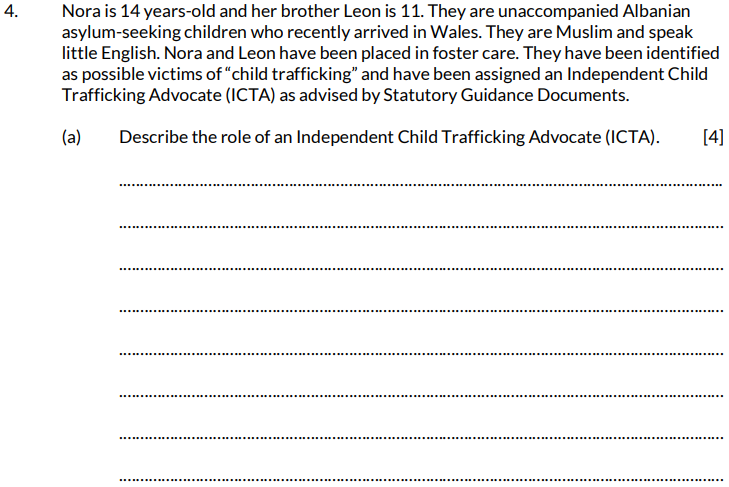 4. Nora is 14 years-old and her brother Leon is 11. They are unaccompanied Albanian
asylum-seeking children who recently arrived in Wales. They are Muslim and speak
little English. Nora and Leon have been placed in foster care. They have been identified
as possible victims of “child trafficking” and have been assigned an Independent Child
Trafficking Advocate (ICTA) as advised by Statutory Guidance Documents.
(a) Describe the role of an Independent Child Trafficking Advocate (ICTA). [4]